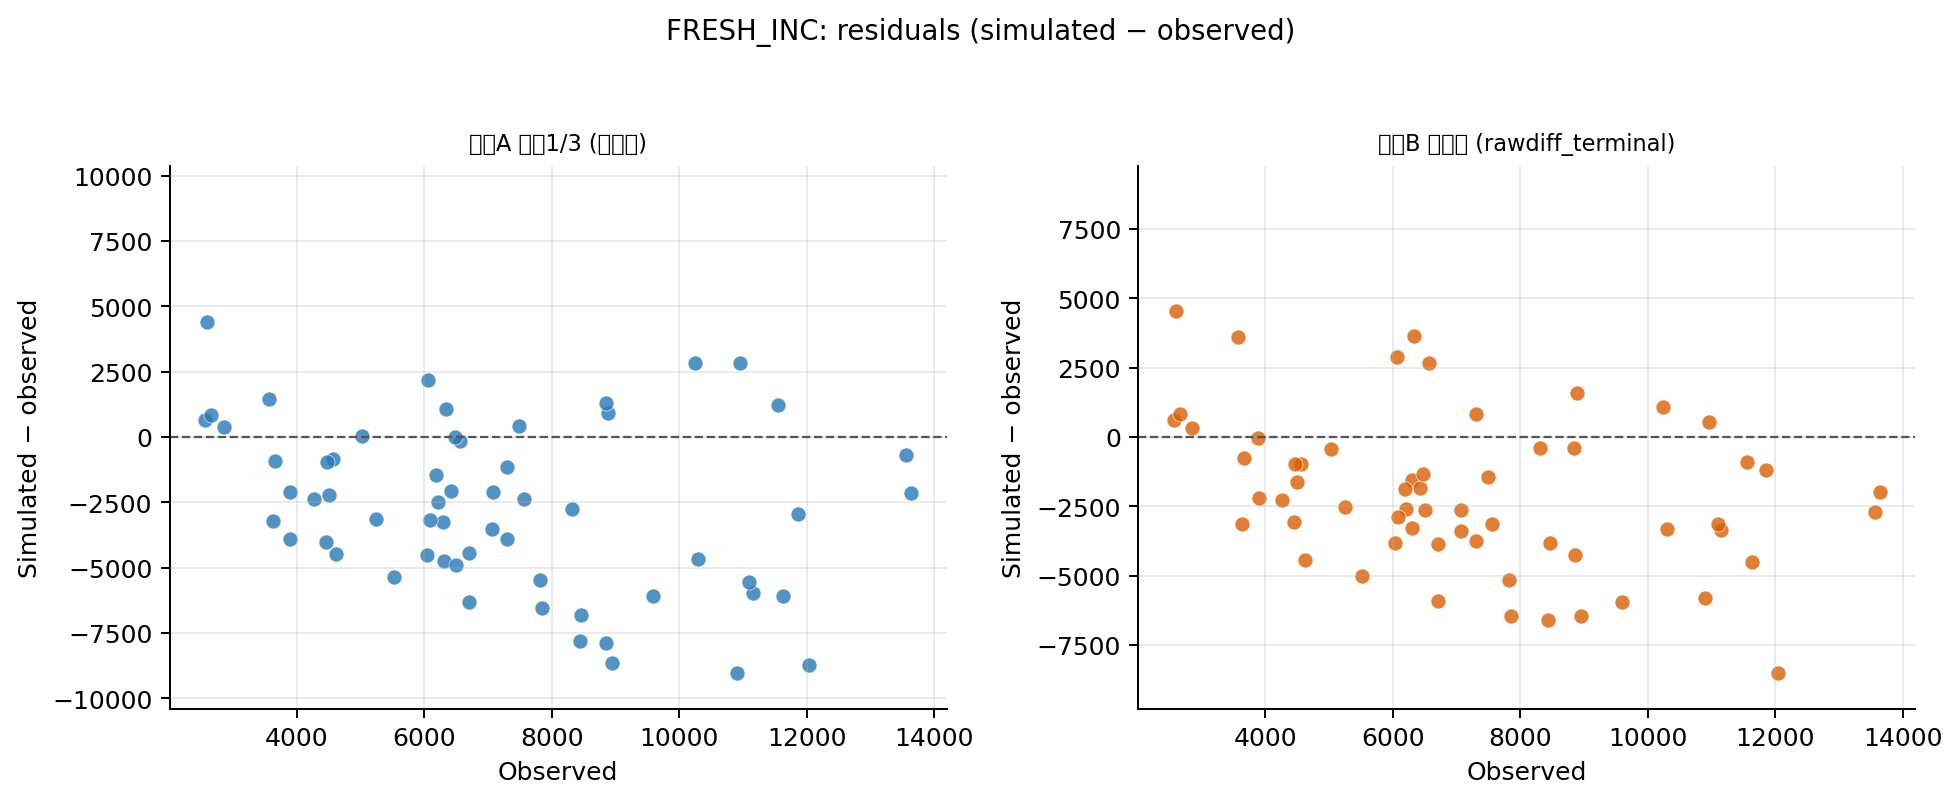 FRESH_INC: residuals (simulated − observed)
A 1/3 ()
B (rawdiff_terminal)
10000
7500
5000
2500
0
−2500
−5000
−7500
−10000
Simulated − observed
4000 6000 8000 10000 12000 14000
Observed
7500
5000
2500
0
−2500
−5000
−7500
Simulated − observed
4000 6000 8000 10000 12000 14000
Observed